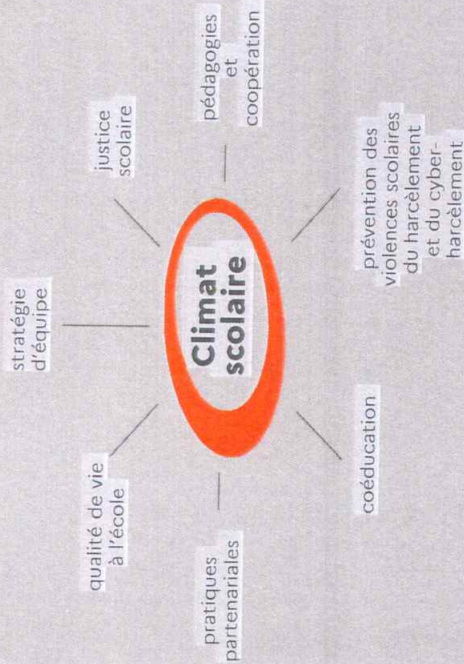 stratégie
d'équipe
justice
scolaire
pédagogies
et
coopération
prévention des
violences scolaires
du harcèlement
et du cyber-
harcèlement
coéducation
pratiques
partenariales
qualité de vie
à l'école
Climat
scolaire